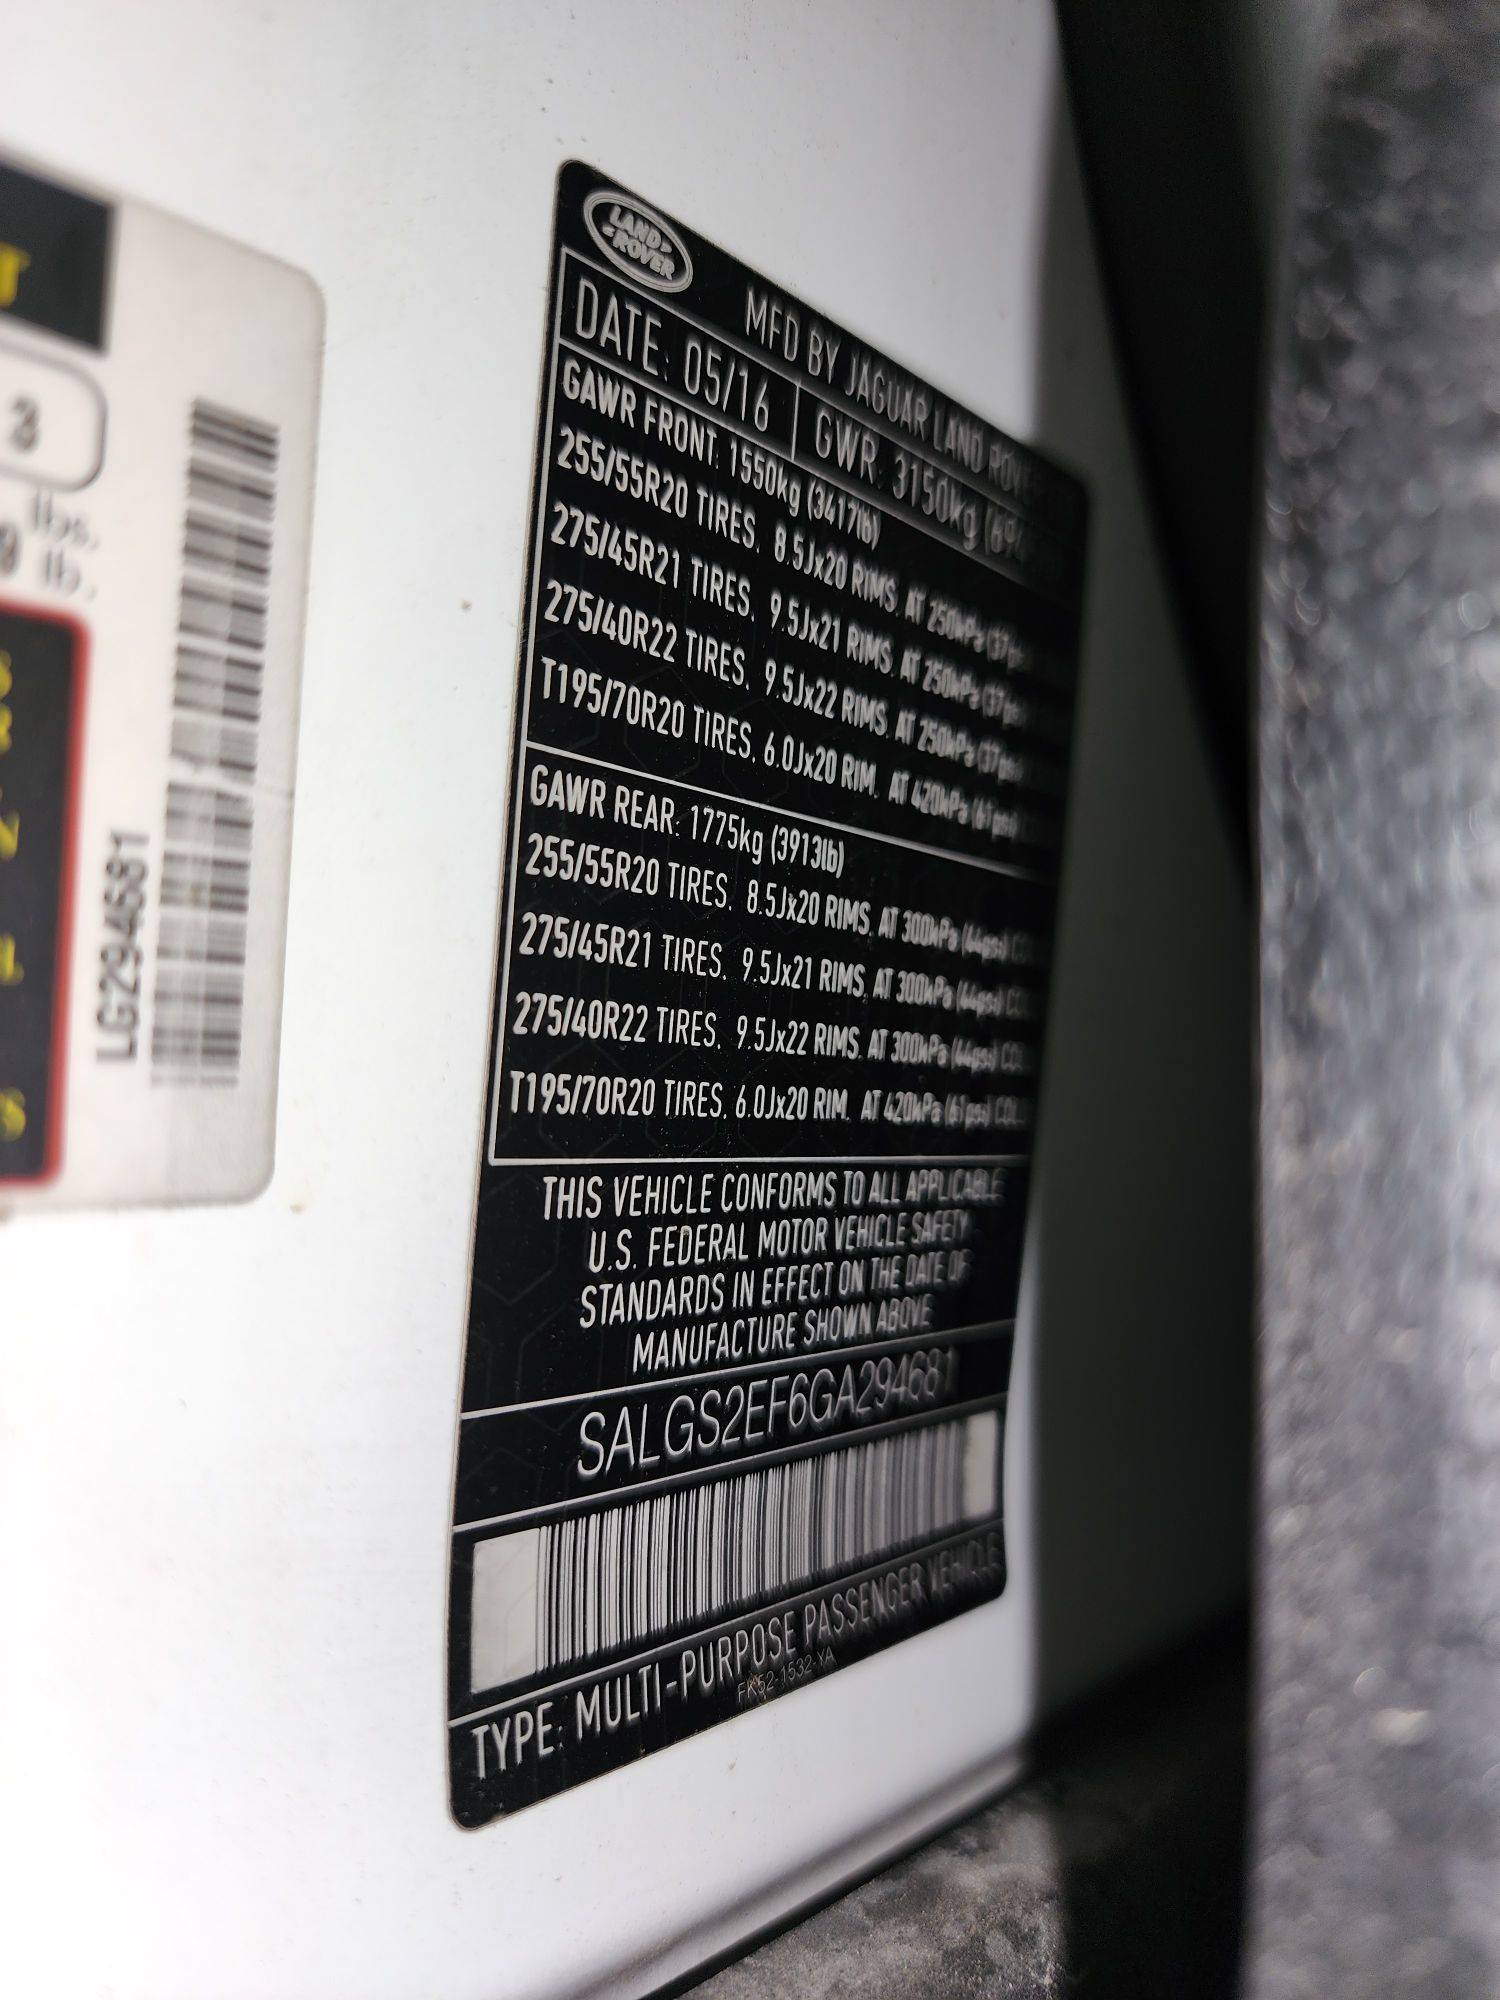 LAND
ROVER
MFD BY JAGUAR LAND ROVER
DATE: 05/16 GWR: 3150kg
GAWR FRONT: 1550kg (3417lb)
255/55R20 TIRES, 8.5Jx20 RIMS, AT 250kPa (37psi)
275/45R21 TIRES, 9.5Jx21 RIMS, AT 250kPa (37psi)
275/40R22 TIRES, 9.5Jx22 RIMS, AT 250kPa (37psi)
T195/70R20 TIRES, 6.0Jx20 RIM, AT 420kPa (61psi)
GAWR REAR: 1775kg (3913lb)
255/55R20 TIRES, 8.5Jx20 RIMS, AT 300kPa (44psi)
275/45R21 TIRES, 9.5Jx21 RIMS, AT 300kPa (44psi)
275/40R22 TIRES, 9.5Jx22 RIMS, AT 300kPa (44psi)
T195/70R20 TIRES, 6.0Jx20 RIM, AT 420kPa (61psi)
THIS VEHICLE CONFORMS TO ALL APPLICABLE
U.S. FEDERAL MOTOR VEHICLE SAFETY
STANDARDS IN EFFECT ON THE DATE OF
MANUFACTURE SHOWN ABOVE
SALGS2EF6GA294681
TYPE: MULTI-PURPOSE PASSENGER VEHICLE
FK52-1532-YA
3
lbs.
lb.
LG294681